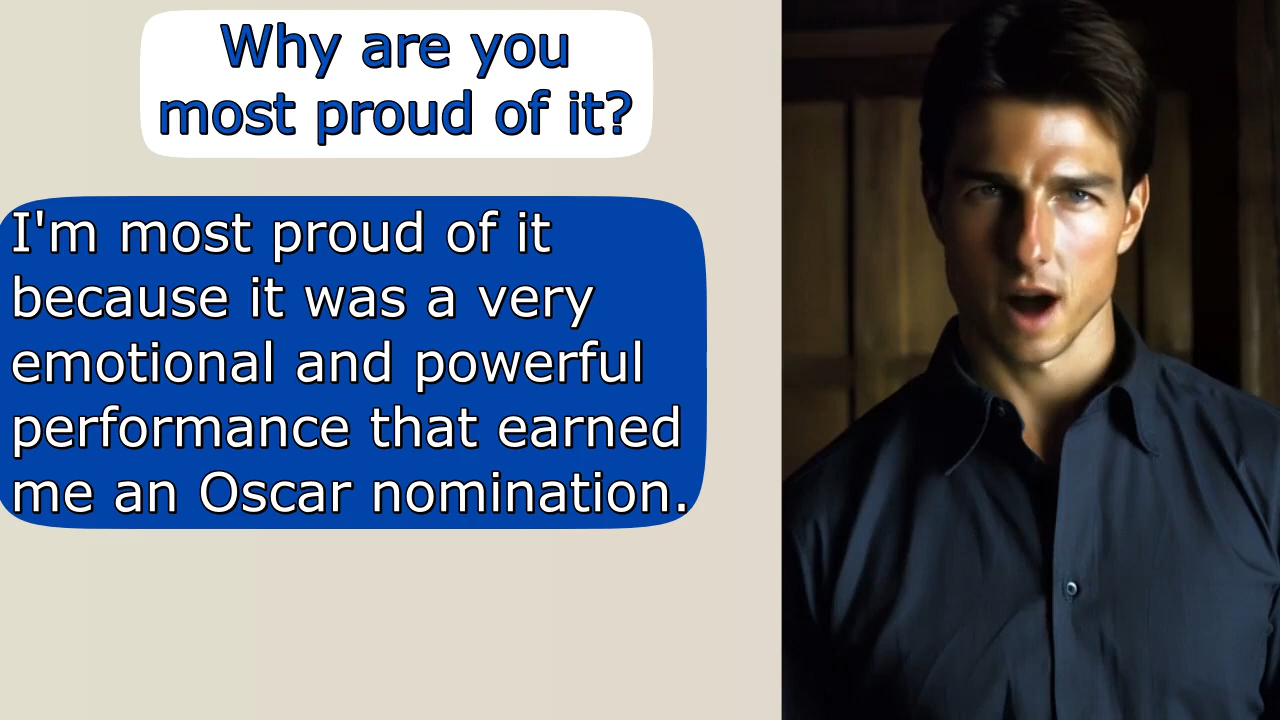 Why are you
most proud of it?
I'm most proud of it
because it was a very
emotional and powerful
performance that earned
me an Oscar nomination.